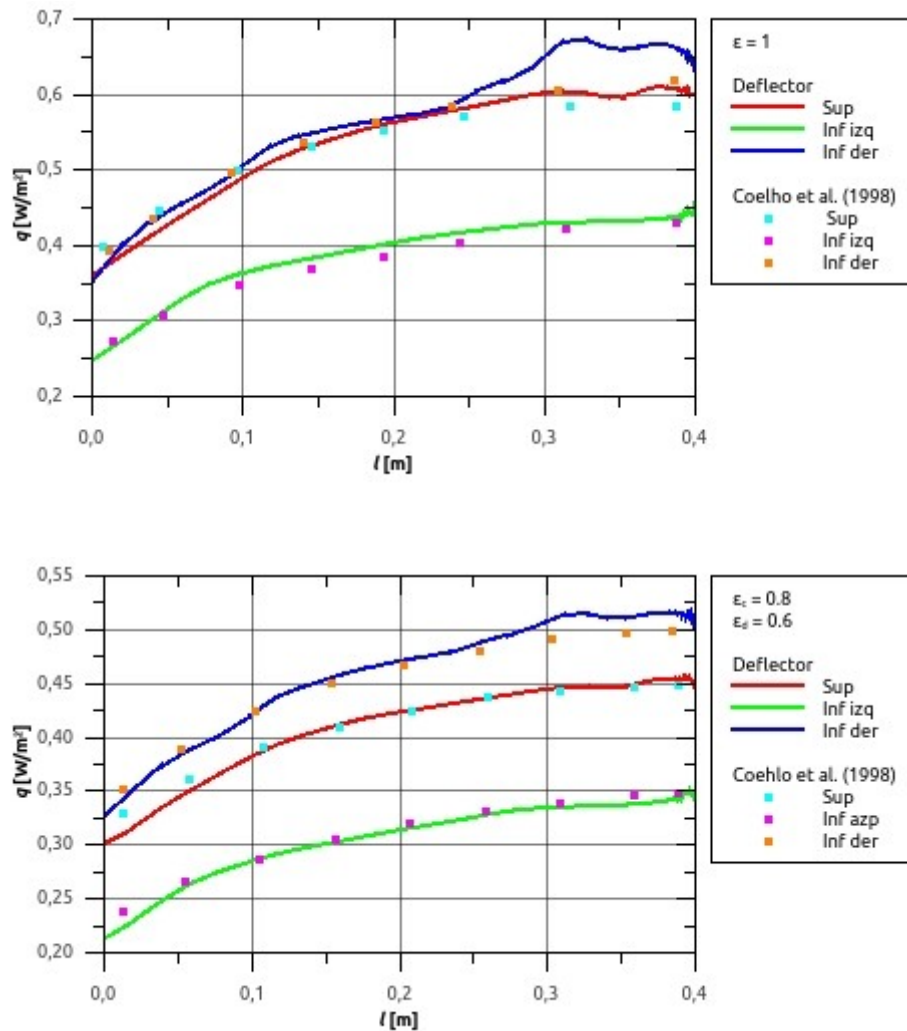 0,7
0,6
0,5
0,4
0,3
0,2
q [W/m²]
0,0 0,1 0,2 0,3 0,4
l [m]
ε = 1
Deflector
Sup
Inf izq
Inf der
Coelho et al. (1998)
Sup
Inf izq
Inf der
0,55
0,50
0,45
0,40
0,35
0,30
0,25
0,20
q [W/m²]
0,0 0,1 0,2 0,3 0,4
l [m]
ε꜀ = 0.8
ε_d = 0.6
Deflector
Sup
Inf izq
Inf der
Coehlo et al. (1998)
Sup
Inf azp
Inf der